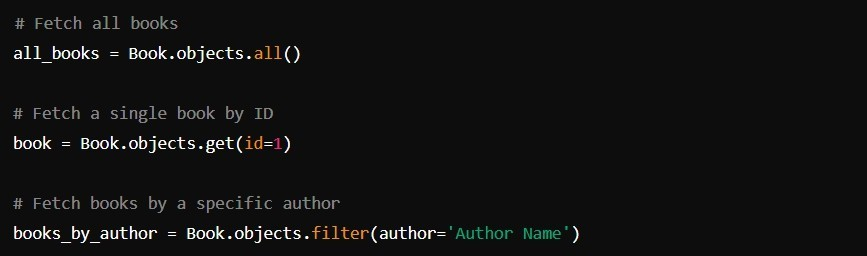 # Fetch all books
all_books = Book.objects.all()
# Fetch a single book by ID
book = Book.objects.get(id=1)
# Fetch books by a specific author
books_by_author = Book.objects.filter(author='Author Name')